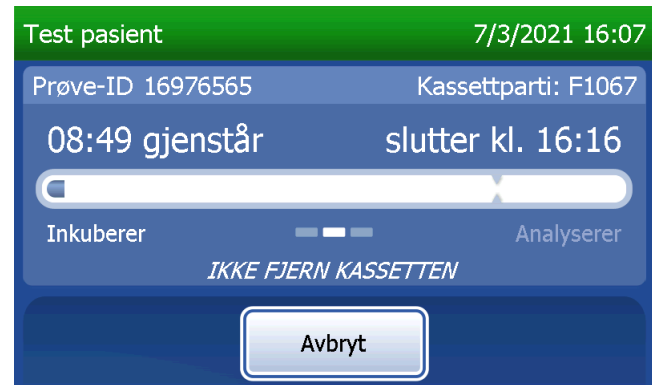 Test pasient 7/3/2021 16:07
Prøve-ID 16976565 Kassettparti: F1067
08:49 gjenstår slutter kl. 16:16
Inkuberer Analyserer
IKKE FJERN KASSETTEN
Avbryt